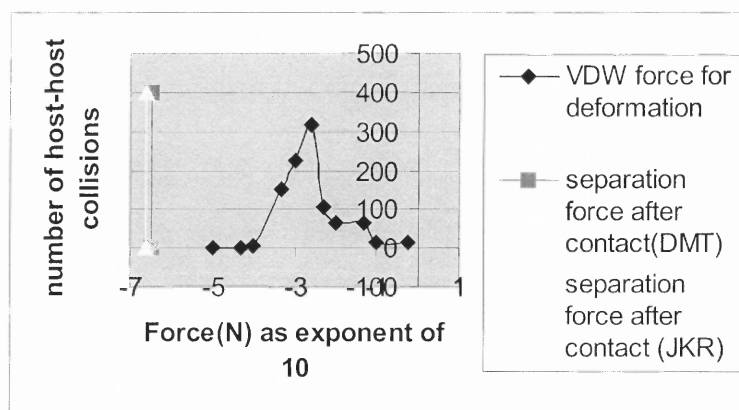 number of host-host
collisions
500
400
300
200
100
0
-100
-7
-5
-3
-1
1
Force(N) as exponent of
10
VDW force for
deformation
separation
force after
contact(DMT)
separation
force after
contact (JKR)